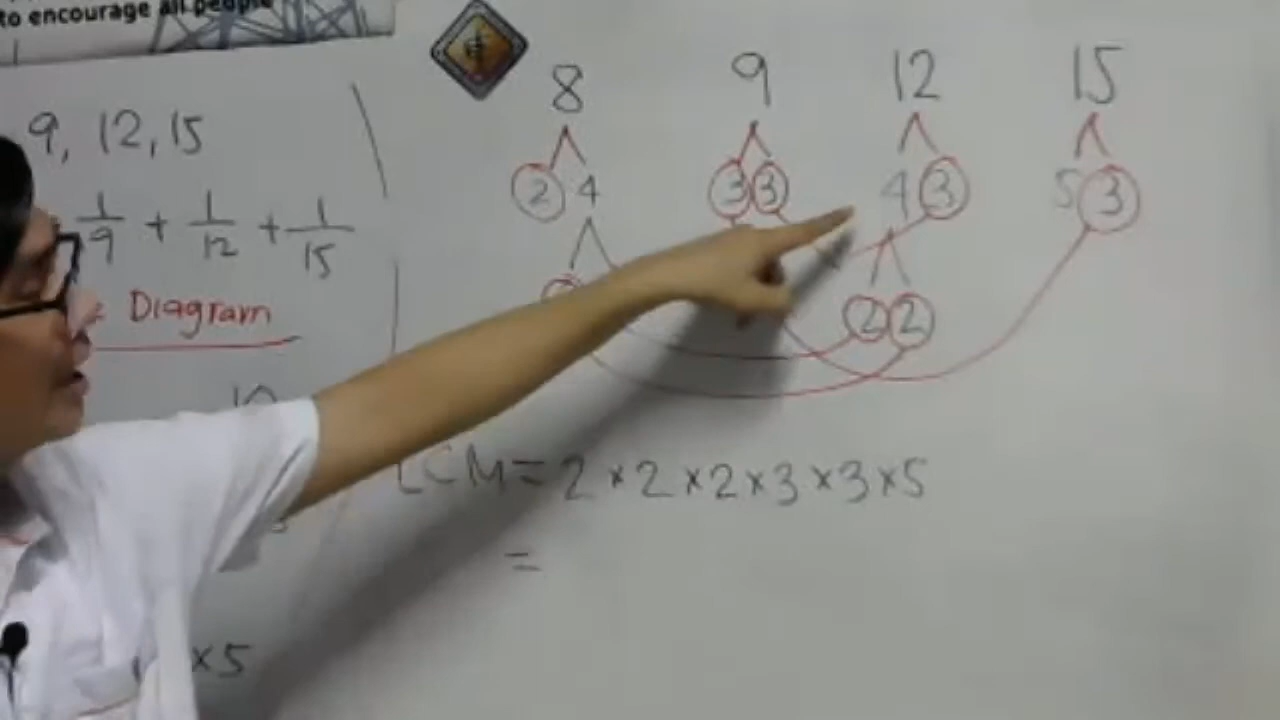 to encourage all people
9, 12, 15
1/9 + 1/12 + 1/15
Diagram
×5
8 9 12 15
2 4 3 3 4 3 5 3
2 2
LCM = 2 × 2 × 2 × 3 × 3 × 5
=